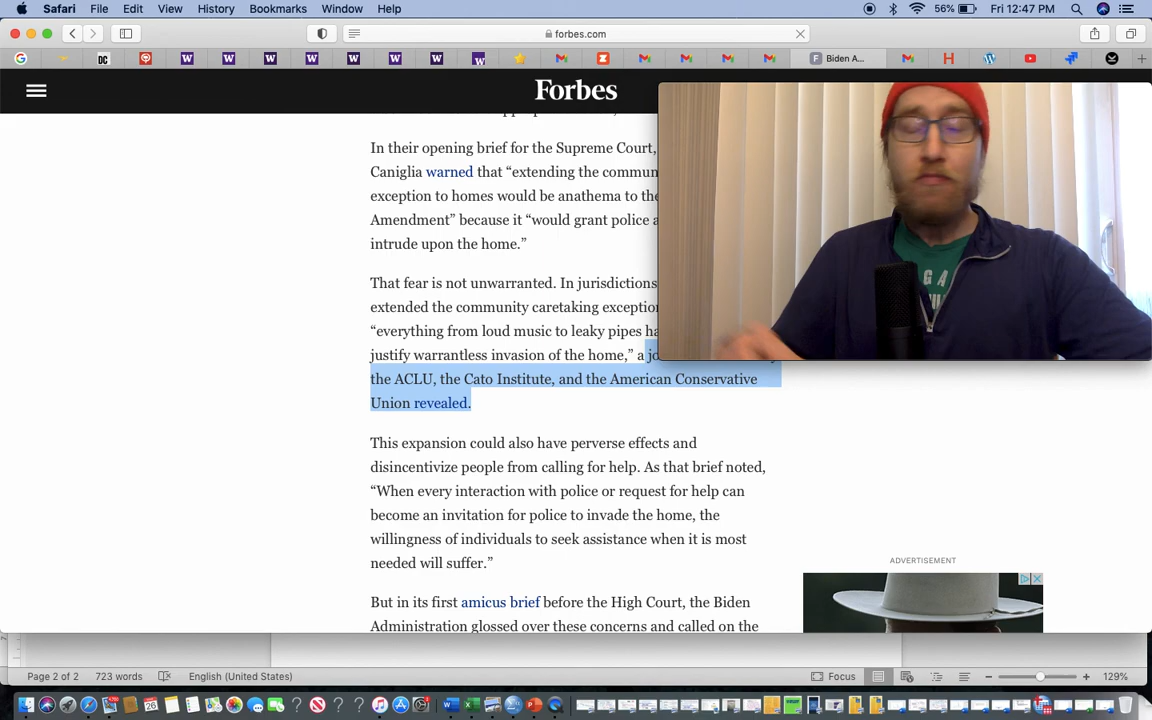 Safari File Edit View History Bookmarks Window Help 56% Fri 12:47 PM
forbes.com
DC Biden A...
Forbes
In their opening brief for the Supreme Court,
Caniglia warned that “extending the commun
exception to homes would be anathema to the
Amendment” because it “would grant police a
intrude upon the home.”
That fear is not unwarranted. In jurisdictions
extended the community caretaking exceptio
“everything from loud music to leaky pipes ha
justify warrantless invasion of the home,” a jo
the ACLU, the Cato Institute, and the American Conservative
Union revealed.
This expansion could also have perverse effects and
disincentivize people from calling for help. As that brief noted,
“When every interaction with police or request for help can
become an invitation for police to invade the home, the
willingness of individuals to seek assistance when it is most
needed will suffer.”
ADVERTISEMENT
But in its first amicus brief before the High Court, the Biden
Administration glossed over these concerns and called on the
Page 2 of 2 723 words English (United States) Focus 129%